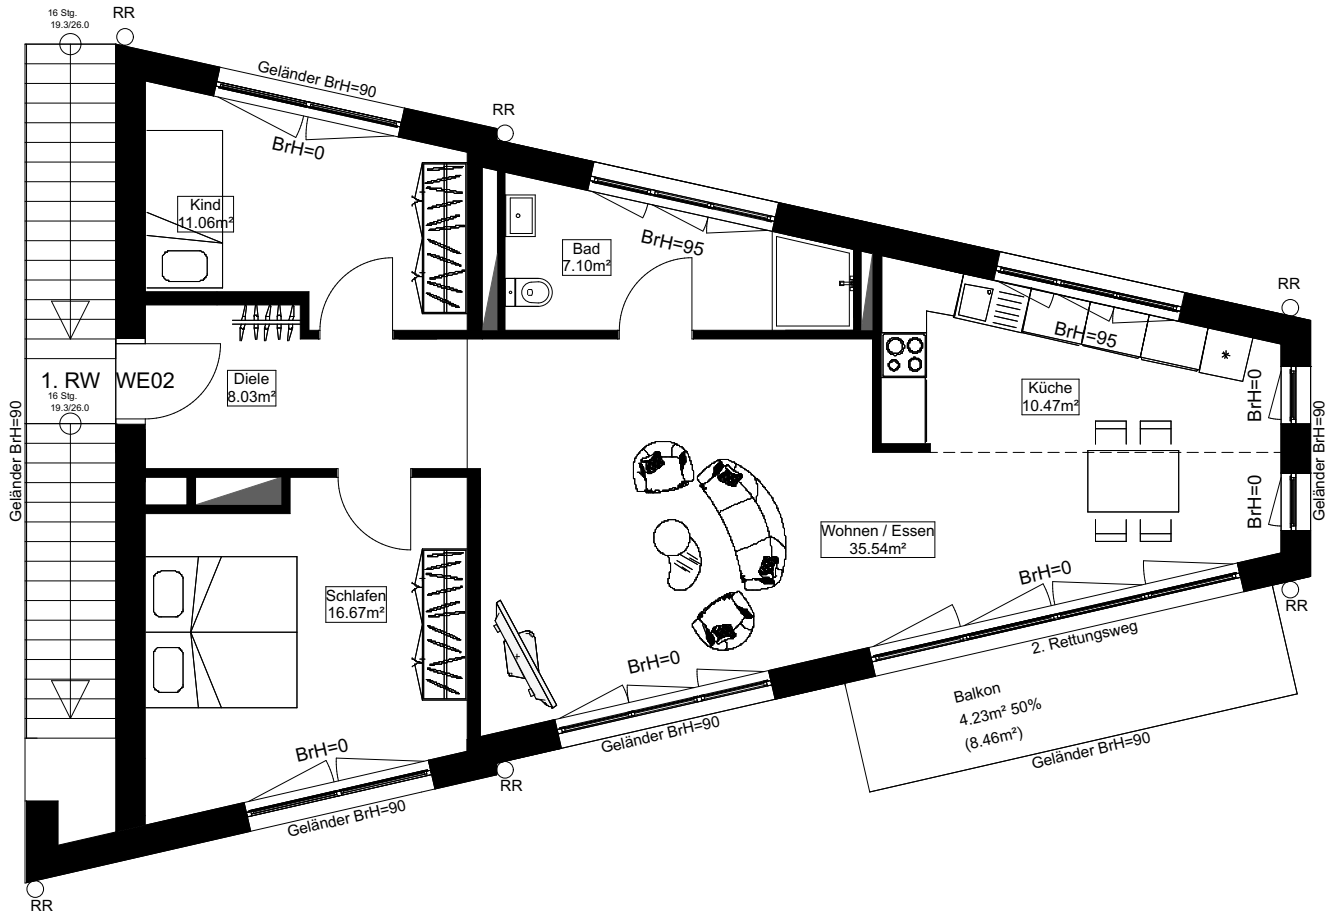 16 Stg.
19.3/26.0
RR
Geländer BrH=90
BrH=0
RR
Kind
11.06m²
Bad
7.10m²
BrH=95
RR
BrH=95
1. RW
WE02
16 Stg.
19.3/26.0
Diele
8.03m²
Küche
10.47m²
BrH=0
Geländer BrH=90
Geländer BrH=90
BrH=0
Wohnen / Essen
35.54m²
Schlafen
16.67m²
BrH=0
RR
2. Rettungsweg
BrH=0
Balkon
4.23m² 50%
(8.46m²)
Geländer BrH=90
Geländer BrH=90
BrH=0
RR
Geländer BrH=90
RR